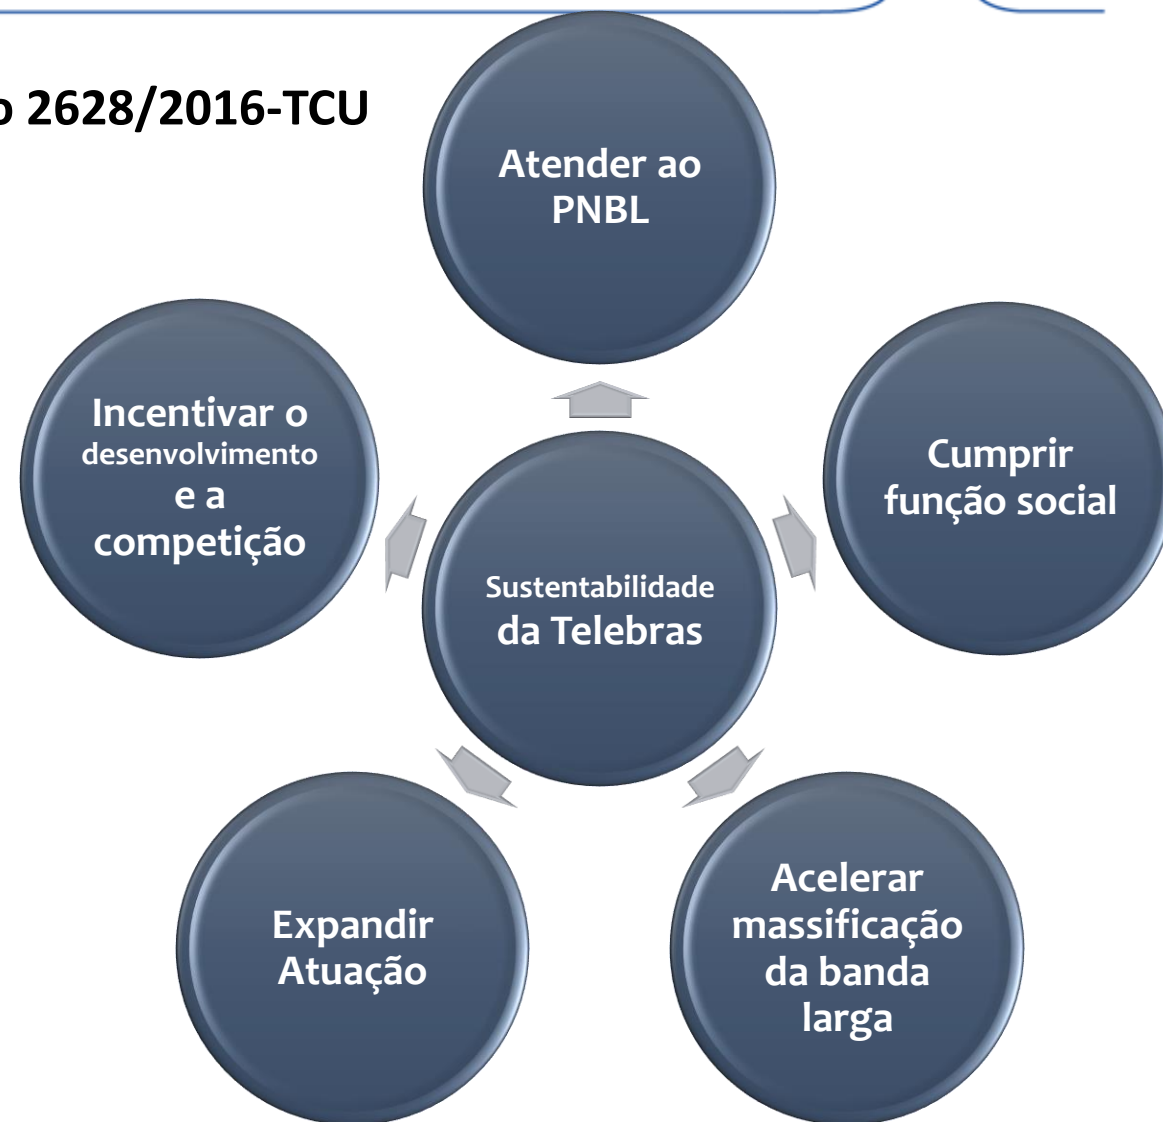 o 2628/2016-TCU
Atender ao
PNBL
Incentivar o
desenvolvimento
e a
competição
Cumprir
função social
Sustentabilidade
da Telebras
Expandir
Atuação
Acelerar
massificação
da banda
larga